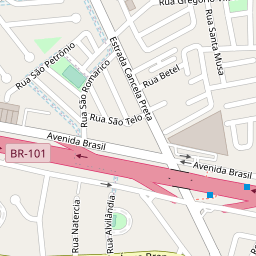 Rua Gregório
Rua Santa Musa
Estrada Cancela Preta
Rua São Petrônio
Rua São Romarico
Rua Betel
Rua São Telo
Avenida Brasil
Avenida Brasil
BR-101
Rua Natercia
Rua Alvilândia